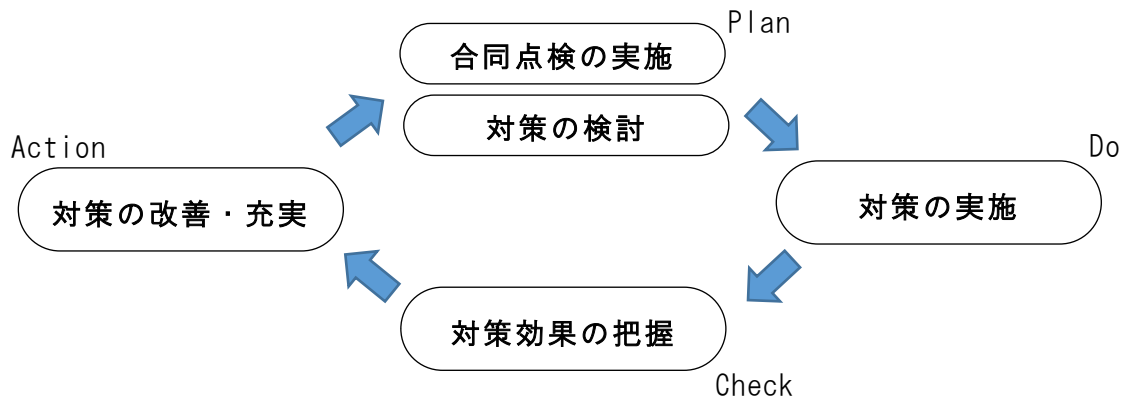 Plan
合同点検の実施
対策の検討
Action
Do
対策の改善・充実
対策の実施
対策効果の把握
Check